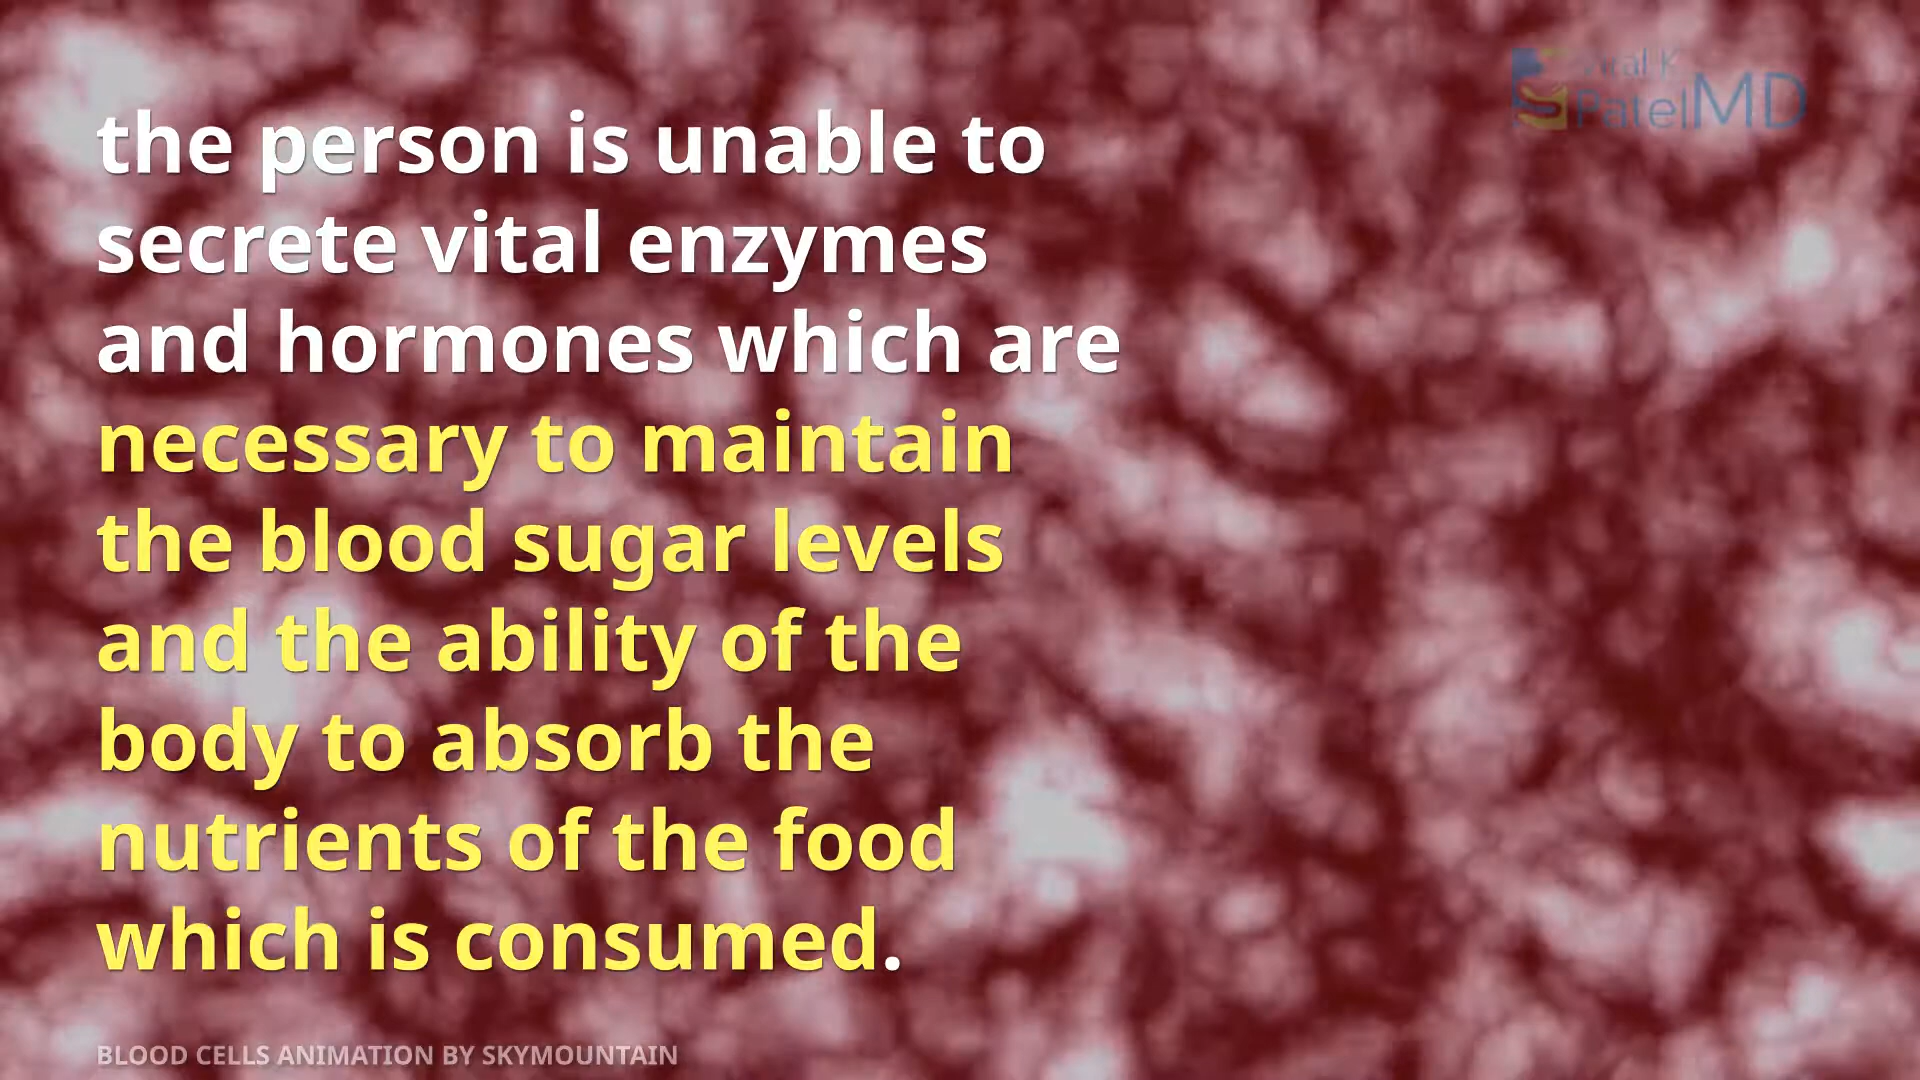 the person is unable to
secrete vital enzymes
and hormones which are
necessary to maintain
the blood sugar levels
and the ability of the
body to absorb the
nutrients of the food
which is consumed.
PatelMD
BLOOD CELLS ANIMATION BY SKYMOUNTAIN